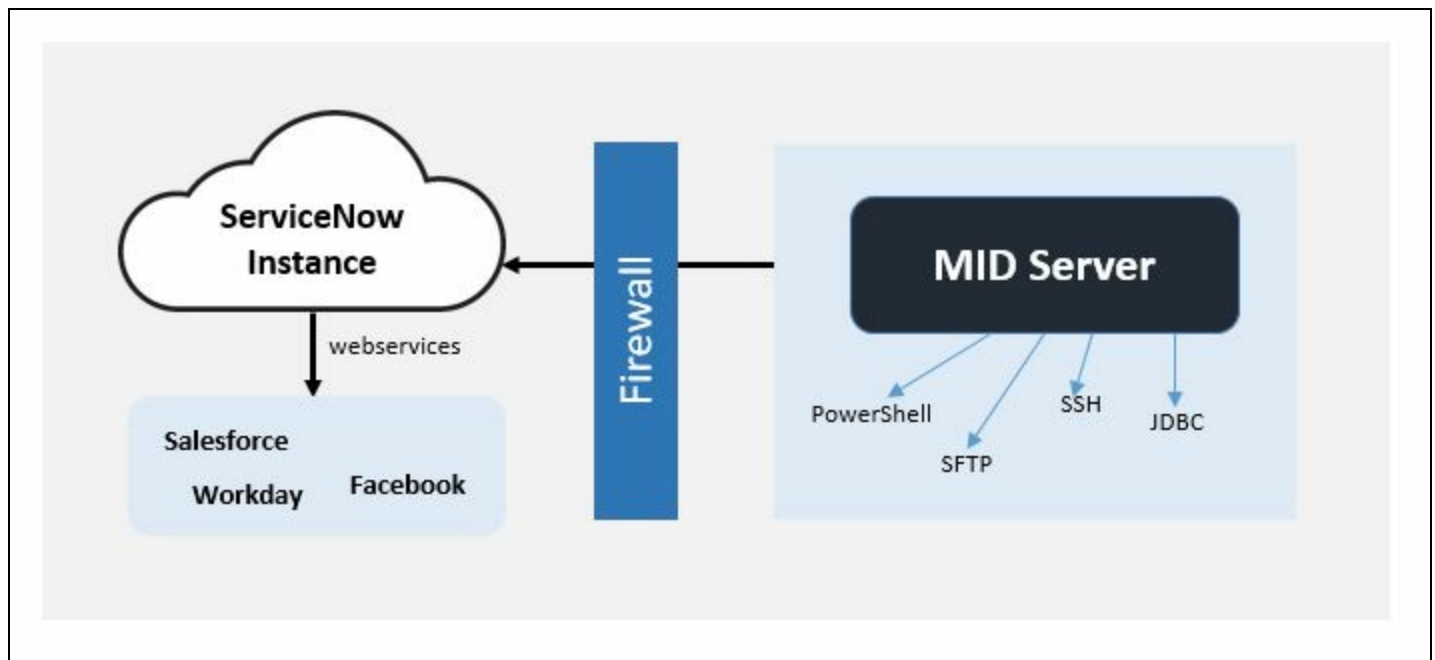 ServiceNow
Instance
webservices
Salesforce
Workday
Facebook
Firewall
MID Server
PowerShell
SFTP
SSH
JDBC